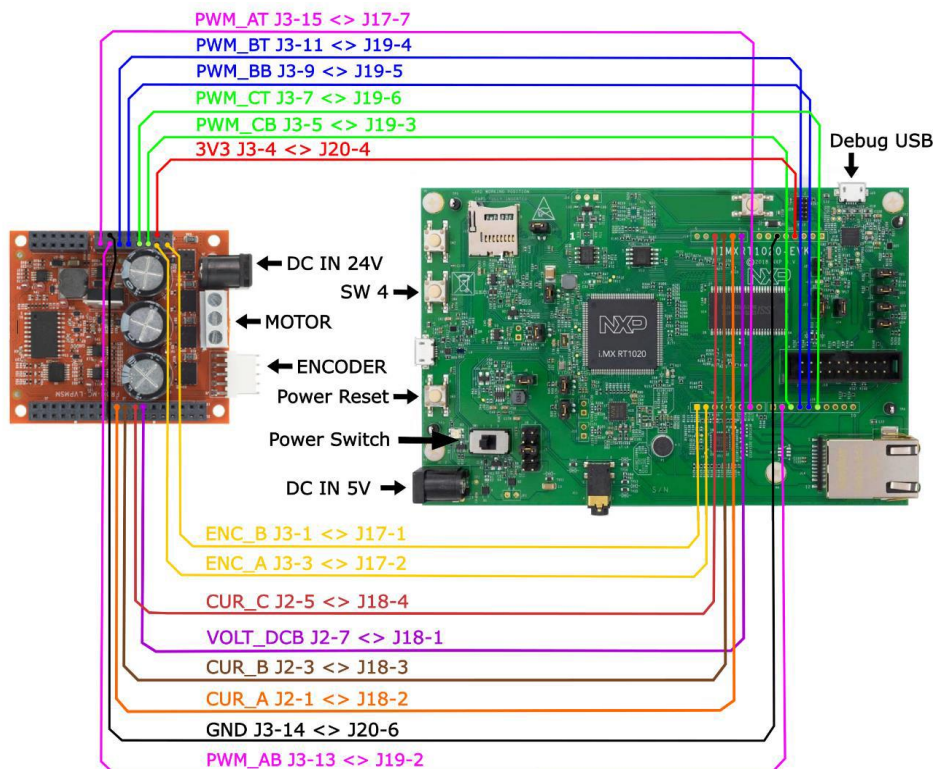 PWM_AT J3-15 <> J17-7
PWM_BT J3-11 <> J19-4
PWM_BB J3-9 <> J19-5
PWM_CT J3-7 <> J19-6
PWM_CB J3-5 <> J19-3
3V3 J3-4 <> J20-4
Debug USB
DC IN 24V
SW 4
MOTOR
ENCODER
Power Reset
Power Switch
DC IN 5V
1
IMXRT1020-EVK
NXP
NXP
i.MX RT1020
S/N
ENC_B J3-1 <> J17-1
ENC_A J3-3 <> J17-2
CUR_C J2-5 <> J18-4
VOLT_DCB J2-7 <> J18-1
CUR_B J2-3 <> J18-3
CUR_A J2-1 <> J18-2
GND J3-14 <> J20-6
PWM_AB J3-13 <> J19-2